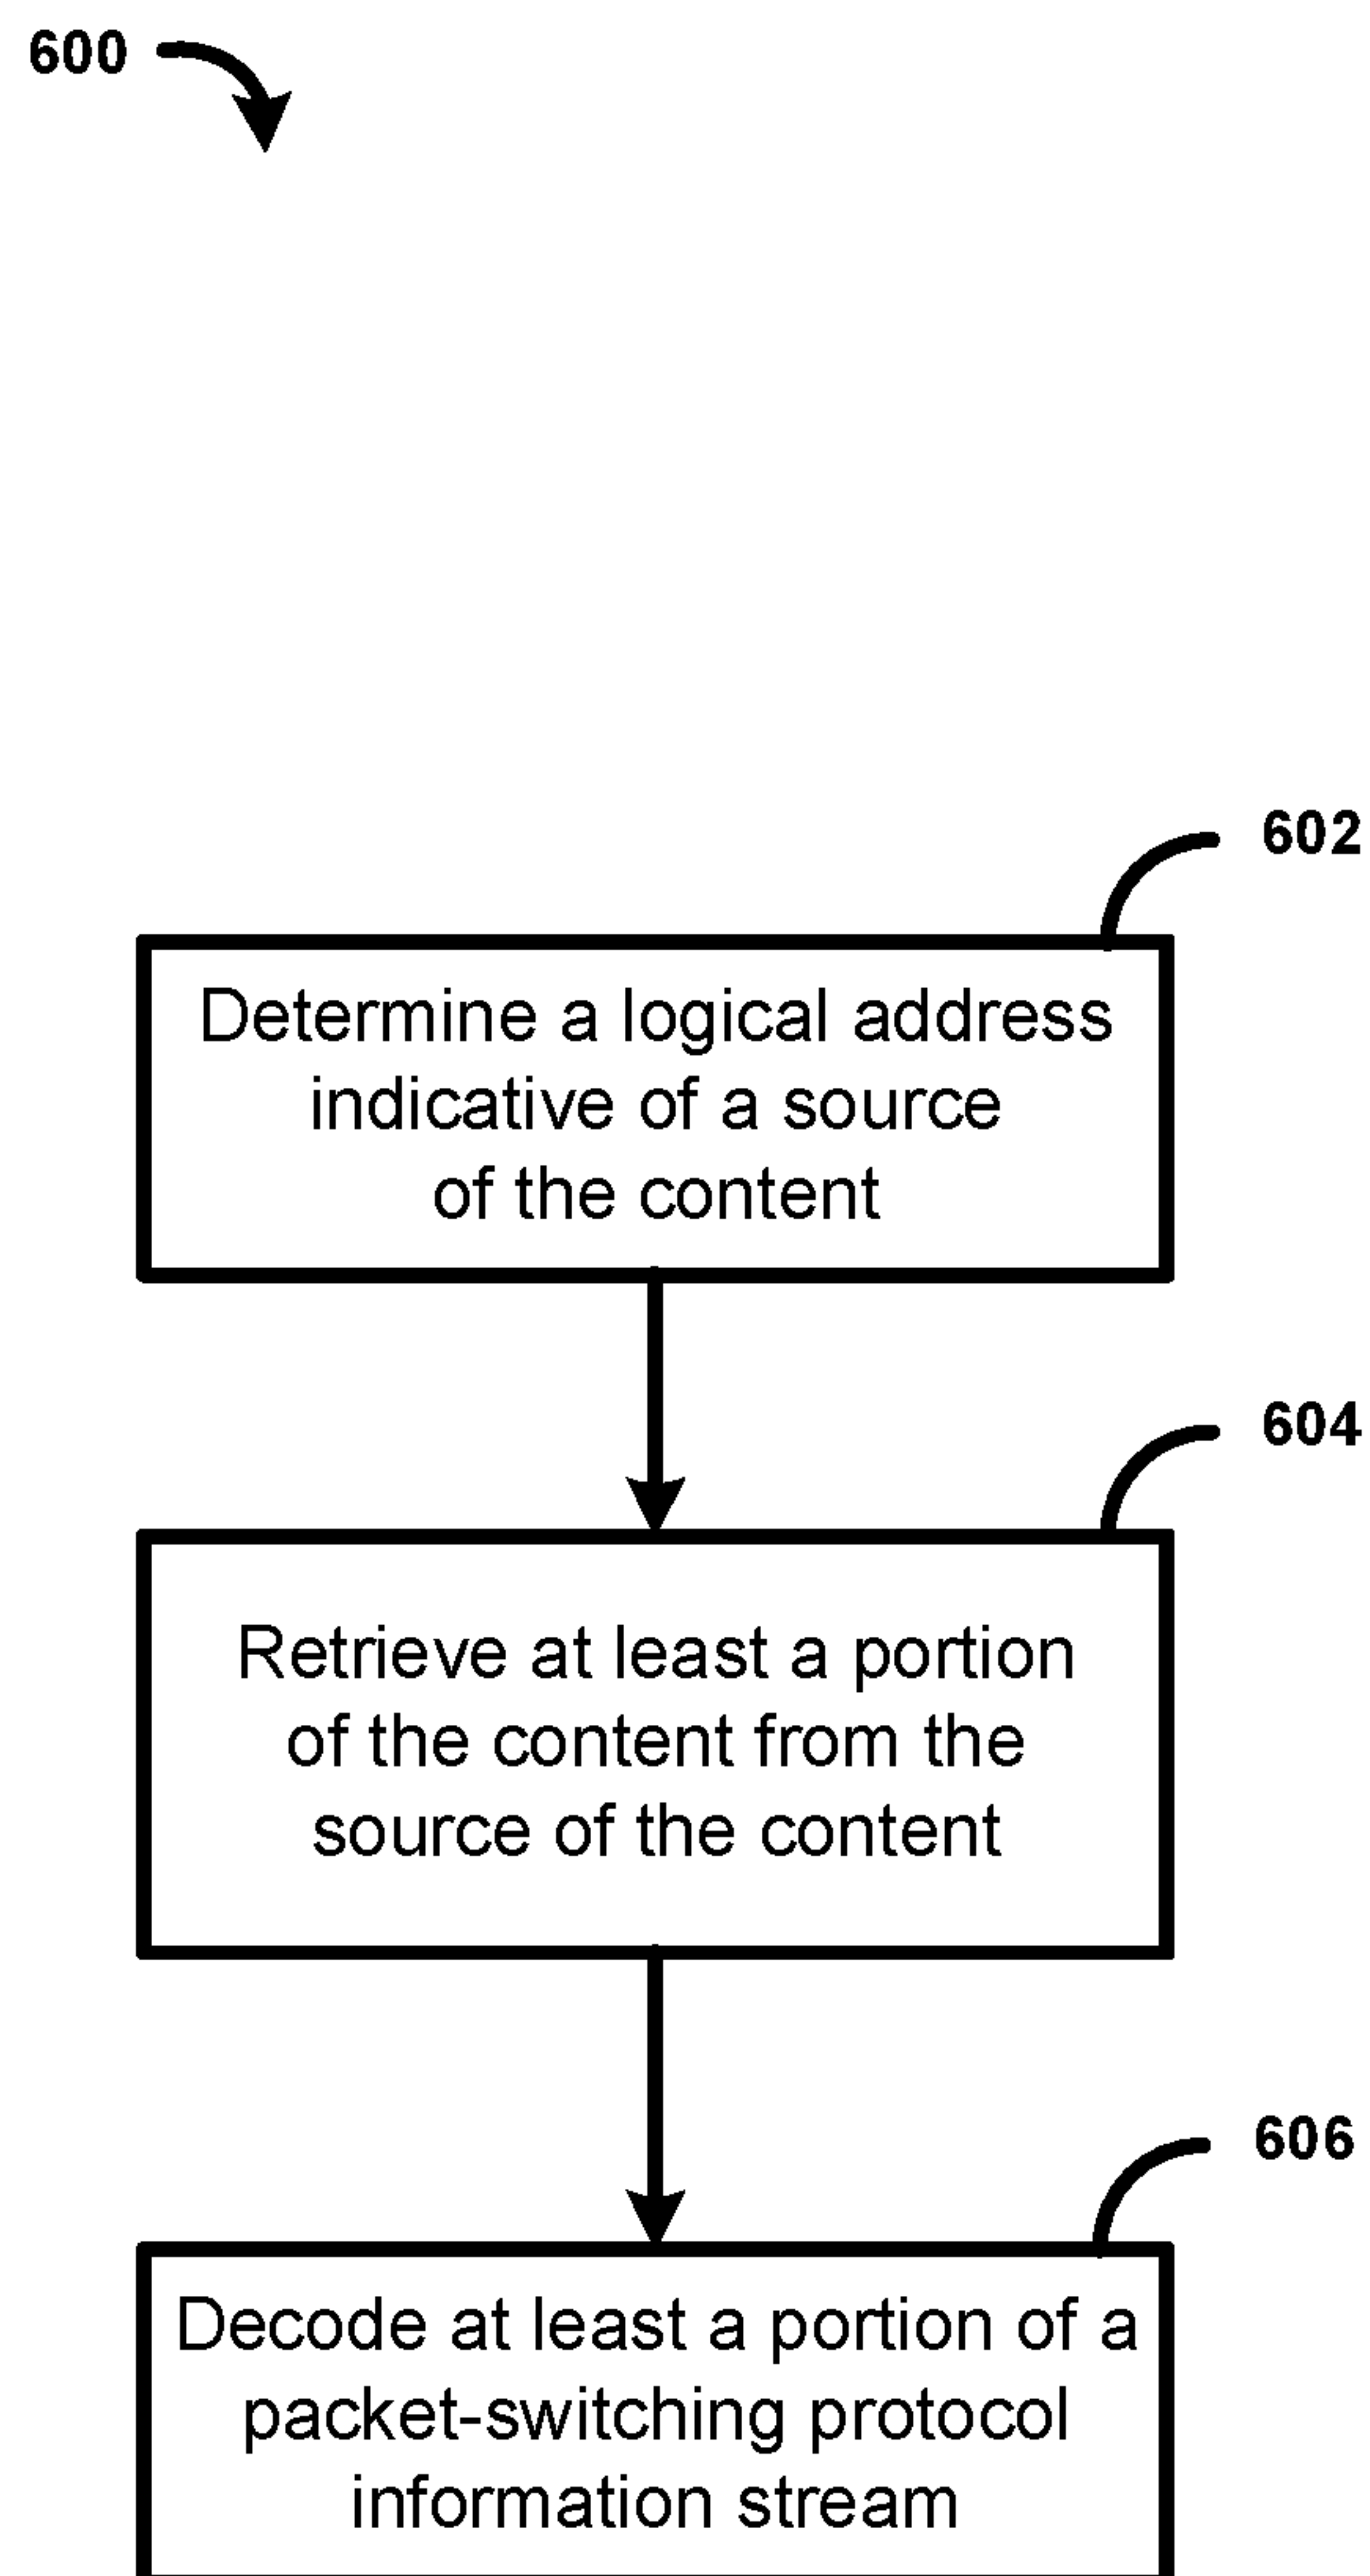 600
602
Determine a logical address
indicative of a source
of the content
604
Retrieve at least a portion
of the content from the
source of the content
606
Decode at least a portion of a
packet-switching protocol
information stream